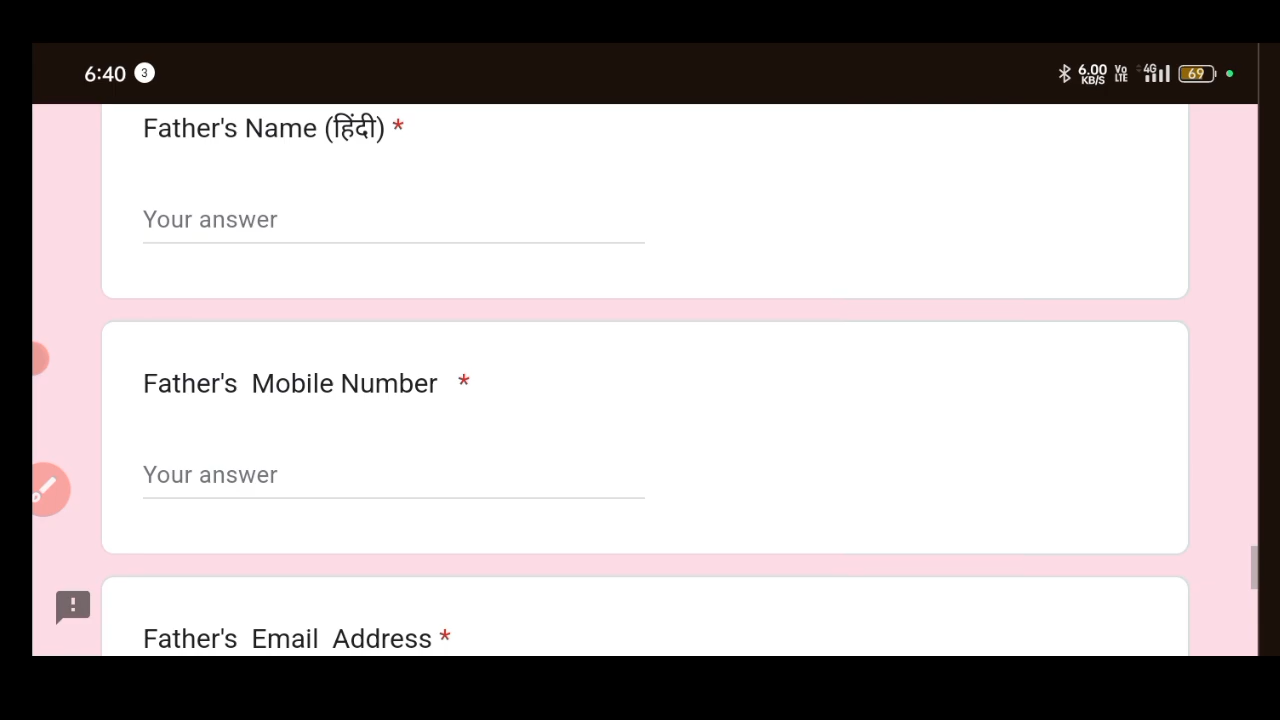 6:40 3 6.00 KB/S Vo LTE 4G 69
Father's Name (हिंदी) *
Your answer
Father's Mobile Number *
Your answer
!
Father's Email Address *